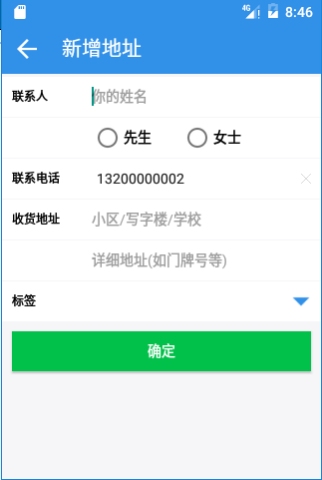 4G 8:46
新增地址
联系人 你的姓名
先生 女士
联系电话 13200000002
收货地址 小区/写字楼/学校
详细地址(如门牌号等)
标签
确定